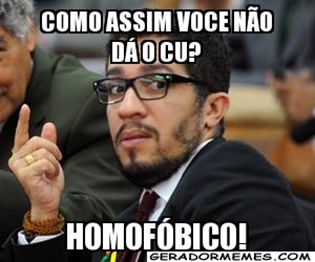 COMO ASSIM VOCE NÃO
DÁ O CU?
HOMOFÓBICO!
GERADORMEMES.COM